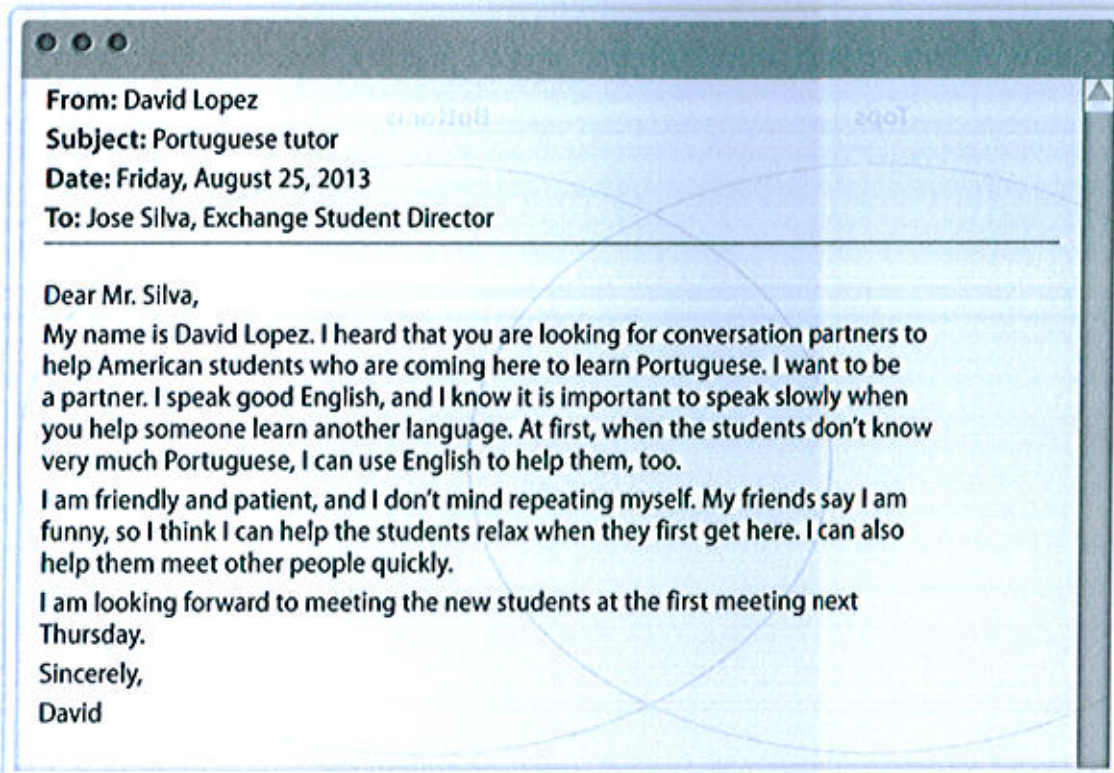 From: David Lopez
Subject: Portuguese tutor
Date: Friday, August 25, 2013
To: Jose Silva, Exchange Student Director
Dear Mr. Silva,
My name is David Lopez. I heard that you are looking for conversation partners to
help American students who are coming here to learn Portuguese. I want to be
a partner. I speak good English, and I know it is important to speak slowly when
you help someone learn another language. At first, when the students don't know
very much Portuguese, I can use English to help them, too.
I am friendly and patient, and I don't mind repeating myself. My friends say I am
funny, so I think I can help the students relax when they first get here. I can also
help them meet other people quickly.
I am looking forward to meeting the new students at the first meeting next
Thursday.
Sincerely,
David